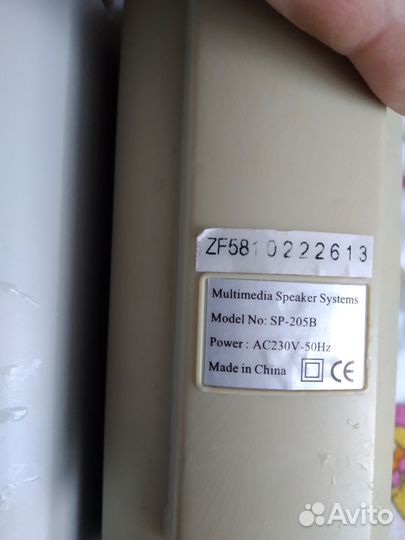 ZF5810222613
Multimedia Speaker Systems
Model No: SP-205B
Power : AC230V-50Hz
Made in China CE
Avito